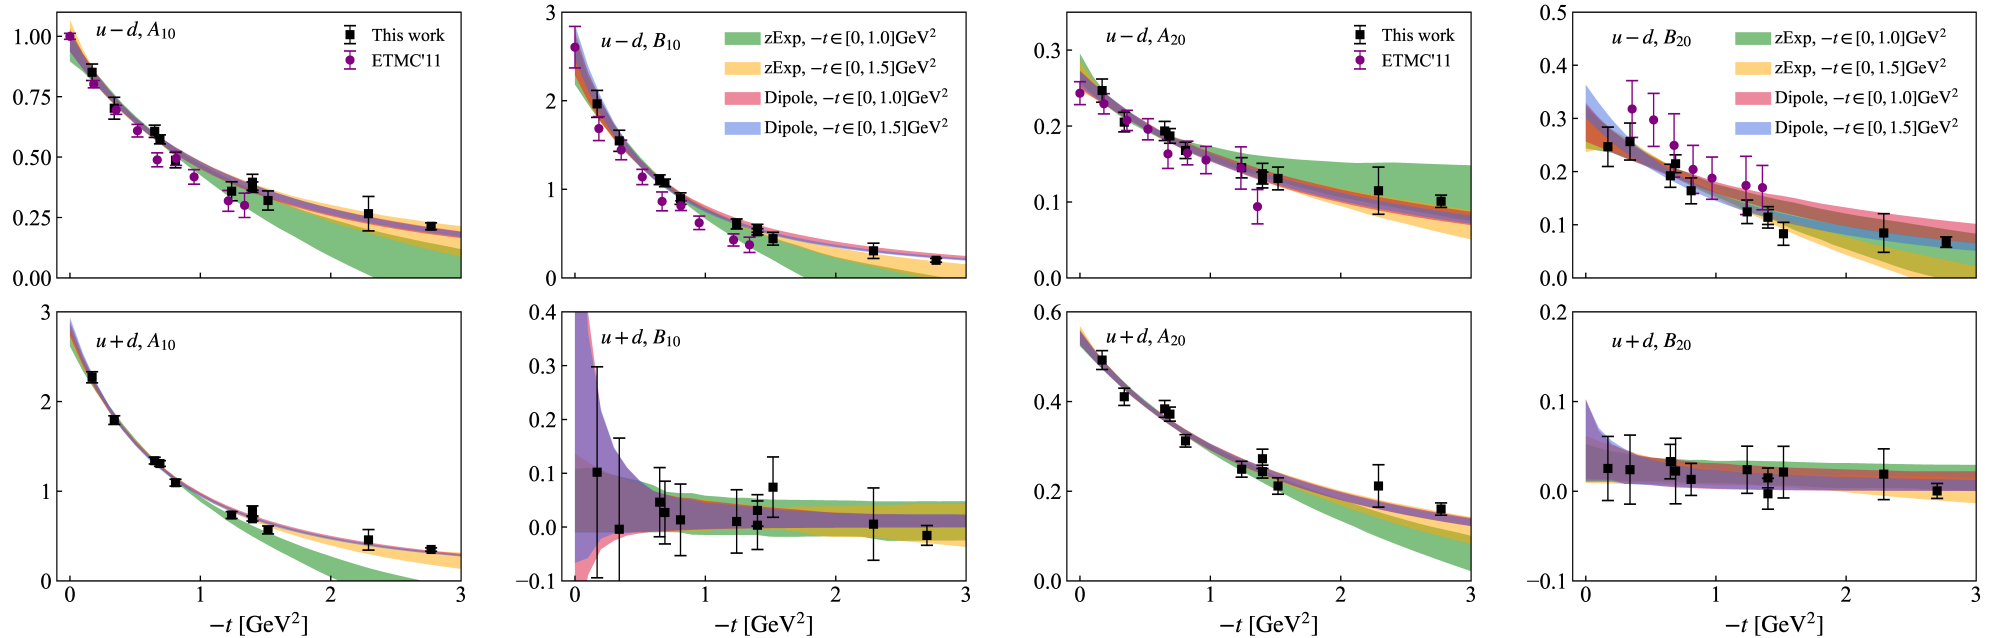 u − d, A₁₀
This work
ETMC'11
1.00
0.75
0.50
0.25
0.00
u − d, B₁₀
zExp, −t∈[0, 1.0]GeV²
zExp, −t∈[0, 1.5]GeV²
Dipole, −t∈[0, 1.0]GeV²
Dipole, −t∈[0, 1.5]GeV²
3
2
1
0
u − d, A₂₀
This work
ETMC'11
0.3
0.2
0.1
0.0
u − d, B₂₀
zExp, −t∈[0, 1.0]GeV²
zExp, −t∈[0, 1.5]GeV²
Dipole, −t∈[0, 1.0]GeV²
Dipole, −t∈[0, 1.5]GeV²
0.5
0.4
0.3
0.2
0.1
0.0
u + d, A₁₀
3
2
1
0
0 1 2 3
−t [GeV²]
u + d, B₁₀
0.4
0.3
0.2
0.1
0.0
−0.1
0 1 2 3
−t [GeV²]
u + d, A₂₀
0.6
0.4
0.2
0.0
0 1 2 3
−t [GeV²]
u + d, B₂₀
0.2
0.1
0.0
−0.1
0 1 2 3
−t [GeV²]